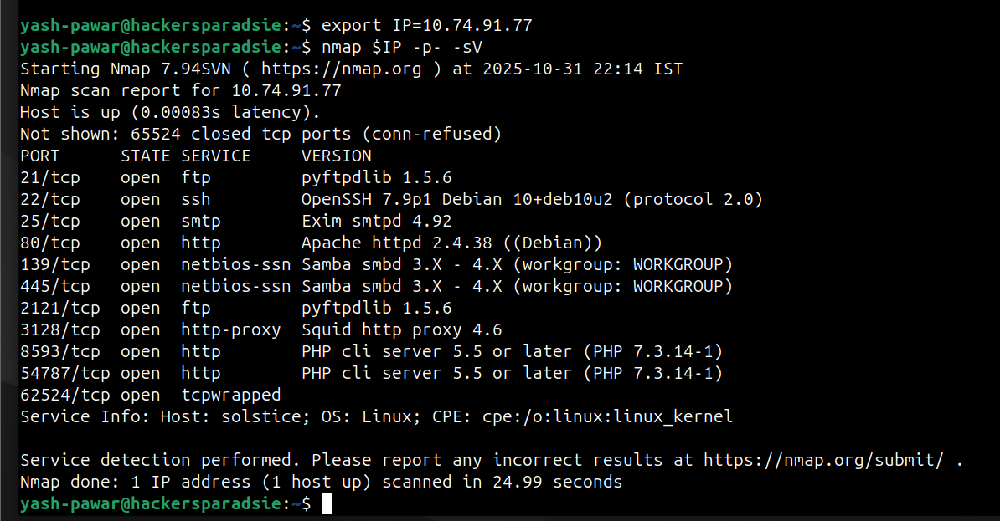 yash-pawar@hackersparadsie:~$ export IP=10.74.91.77
yash-pawar@hackersparadsie:~$ nmap $IP -p- -sV
Starting Nmap 7.94SVN ( https://nmap.org ) at 2025-10-31 22:14 IST
Nmap scan report for 10.74.91.77
Host is up (0.00083s latency).
Not shown: 65524 closed tcp ports (conn-refused)
PORT      STATE SERVICE     VERSION
21/tcp    open  ftp         pyftpdlib 1.5.6
22/tcp    open  ssh         OpenSSH 7.9p1 Debian 10+deb10u2 (protocol 2.0)
25/tcp    open  smtp        Exim smtpd 4.92
80/tcp    open  http        Apache httpd 2.4.38 ((Debian))
139/tcp   open  netbios-ssn Samba smbd 3.X - 4.X (workgroup: WORKGROUP)
445/tcp   open  netbios-ssn Samba smbd 3.X - 4.X (workgroup: WORKGROUP)
2121/tcp  open  ftp         pyftpdlib 1.5.6
3128/tcp  open  http-proxy  Squid http proxy 4.6
8593/tcp  open  http        PHP cli server 5.5 or later (PHP 7.3.14-1)
54787/tcp open  http        PHP cli server 5.5 or later (PHP 7.3.14-1)
62524/tcp open  tcpwrapped
Service Info: Host: solstice; OS: Linux; CPE: cpe:/o:linux:linux_kernel

Service detection performed. Please report any incorrect results at https://nmap.org/submit/ .
Nmap done: 1 IP address (1 host up) scanned in 24.99 seconds
yash-pawar@hackersparadsie:~$